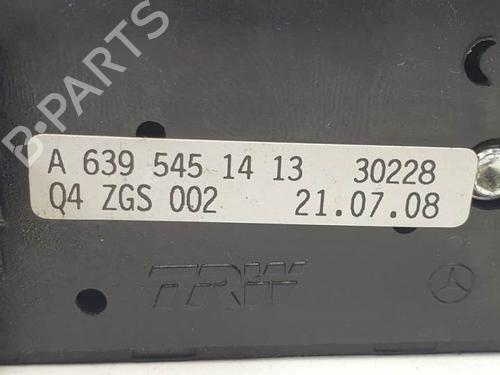 B-PARTS
A 639 545 14 13 30228
Q4 ZGS 002 21.07.08
TRW